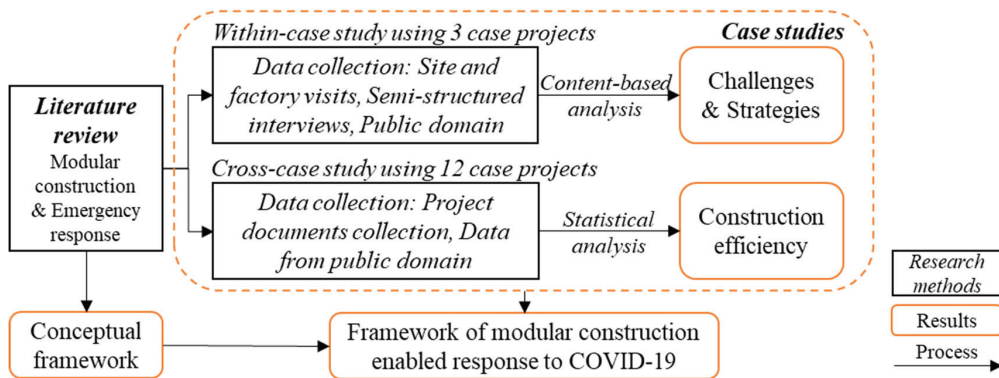 Within-case study using 3 case projects
Case studies
Data collection: Site and
factory visits, Semi-structured
interviews, Public domain
Content-based
analysis
Challenges
& Strategies
Literature
review
Modular
construction
& Emergency
response
Cross-case study using 12 case projects
Data collection: Project
documents collection, Data
from public domain
Statistical
analysis
Construction
efficiency
Conceptual
framework
Framework of modular construction
enabled response to COVID-19
Research
methods
Results
Process